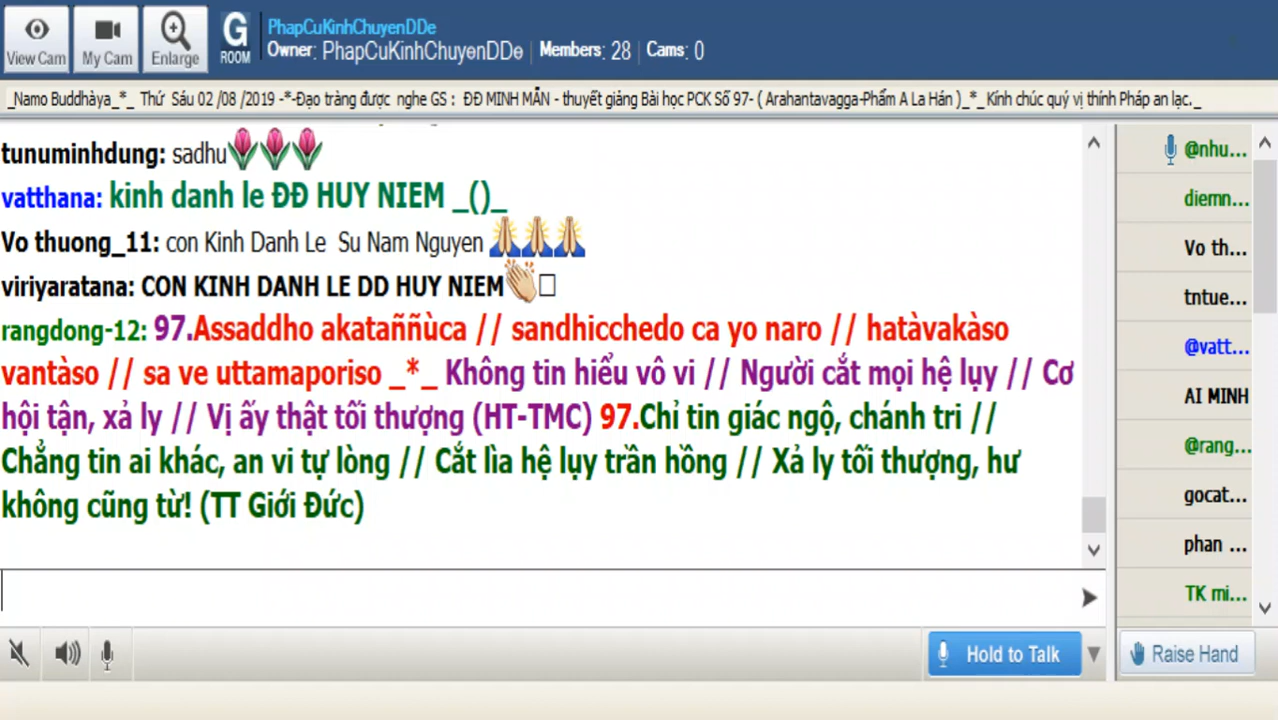 PhapCuKinhChuyenDDe
Owner: PhapCuKinhChuyenDDe Members: 28 Cams: 0
View Cam
My Cam
Enlarge
G
ROOM
_Namo Buddhàya_*_ Thứ Sáu 02 /08 /2019 -*-Đạo tràng được nghe GS : ĐĐ MINH MẪN - thuyết giảng Bài học PCK Số 97- ( Arahantavagga-Phẩm A La Hán )_*_Kính chúc quý vị thính Pháp an lạc._
tunuminhdung: sadhu🌷🌷🌷
vatthana: kinh danh le ĐĐ HUY NIEM _()_
Vo thuong_11: con Kinh Danh Le Su Nam Nguyen 🙏🙏🙏
viriyaratana: CON KINH DANH LE DD HUY NIEM👏□
rangdong-12: 97.Assaddho akataññùca // sandhicchedo ca yo naro // hatàvakàso
vantàso // sa ve uttamaporiso _*_ Không tin hiểu vô vi // Người cắt mọi hệ lụy // Cơ
hội tận, xả ly // Vị ấy thật tối thượng (HT-TMC) 97.Chỉ tin giác ngộ, chánh tri //
Chẳng tin ai khác, an vi tự lòng // Cắt lìa hệ lụy trần hồng // Xả ly tối thượng, hư
không cũng từ! (TT Giới Đức)
@nhu...
diemn...
Vo th...
tntue...
@vatt...
AI MINH
@rang...
gocat...
phan ...
TK mi...
Hold to Talk
Raise Hand